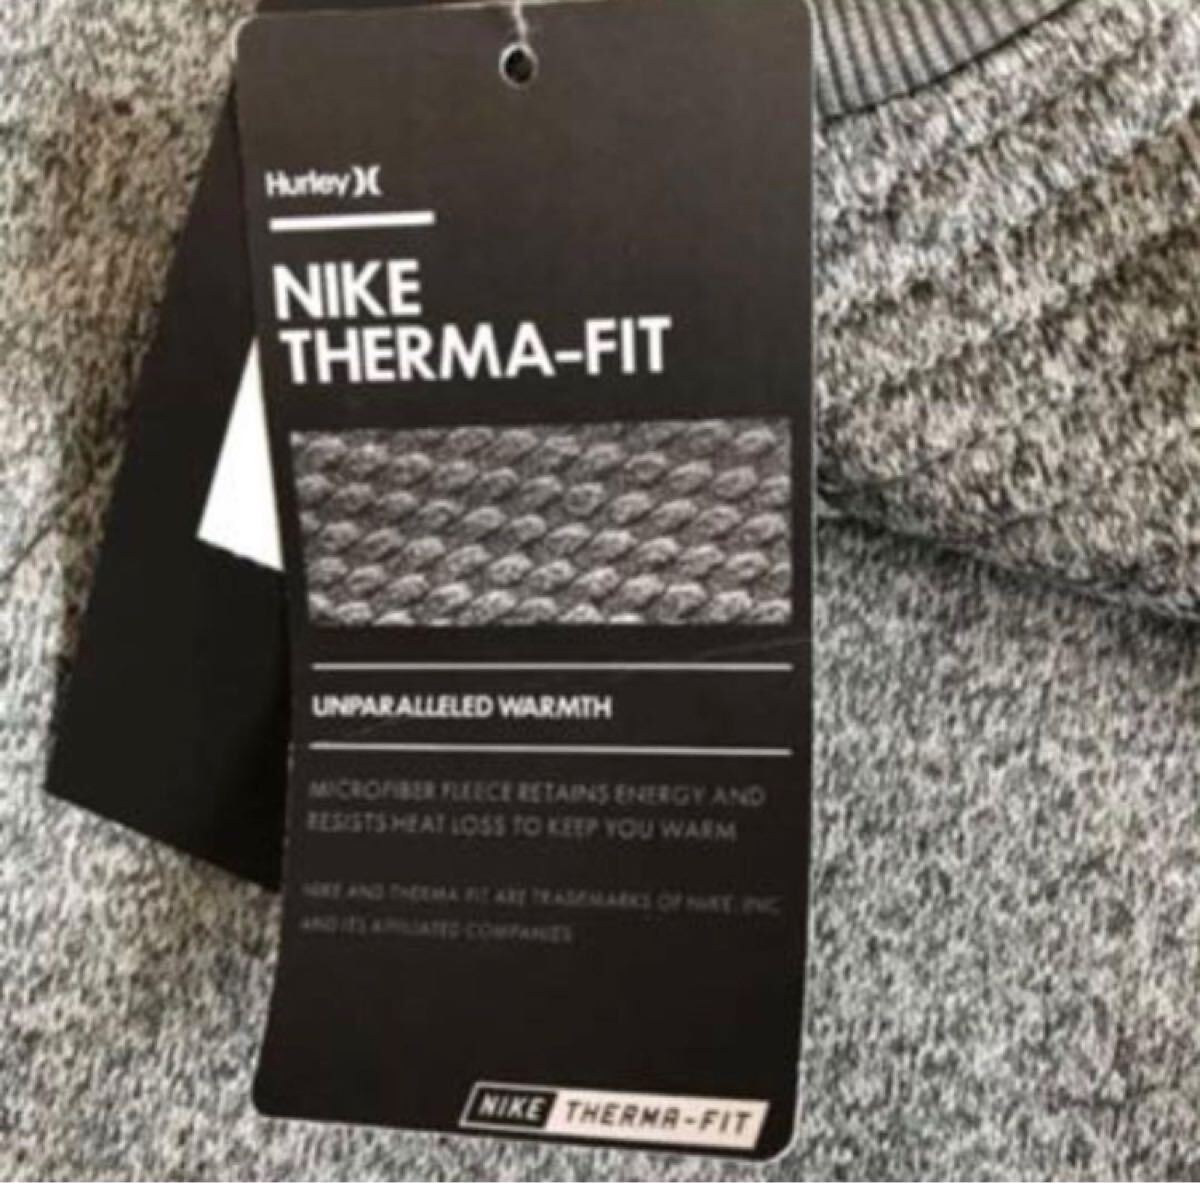 Hurley
NIKE
THERMA-FIT
UNPARALLELED WARMTH
MICROFIBER FLEECE RETAINS ENERGY AND
RESISTS HEAT LOSS TO KEEP YOU WARM
NIKE AND THERMA FIT ARE TRADEMARKS OF NIKE, INC.
AND ITS AFFILIATED COMPANIES
NIKE THERMA-FIT